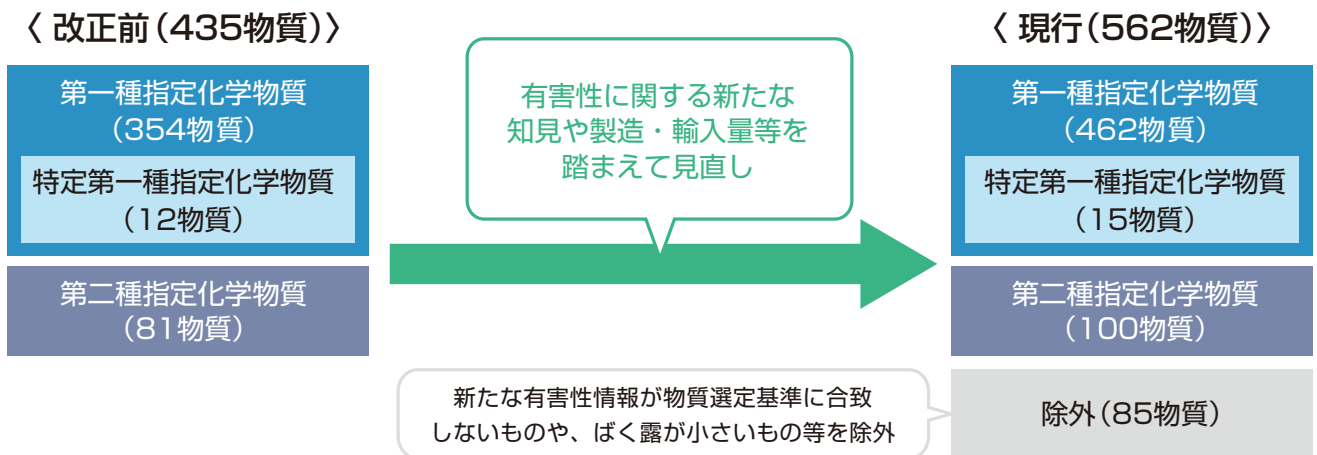 〈 改正前(435物質)〉
第一種指定化学物質
(354物質)
特定第一種指定化学物質
(12物質)
第二種指定化学物質
(81物質)
有害性に関する新たな
知見や製造・輸入量等を
踏まえて見直し
〈 現行(562物質)〉
第一種指定化学物質
(462物質)
特定第一種指定化学物質
(15物質)
第二種指定化学物質
(100物質)
新たな有害性情報が物質選定基準に合致
しないものや、ばく露が小さいもの等を除外
除外(85物質)